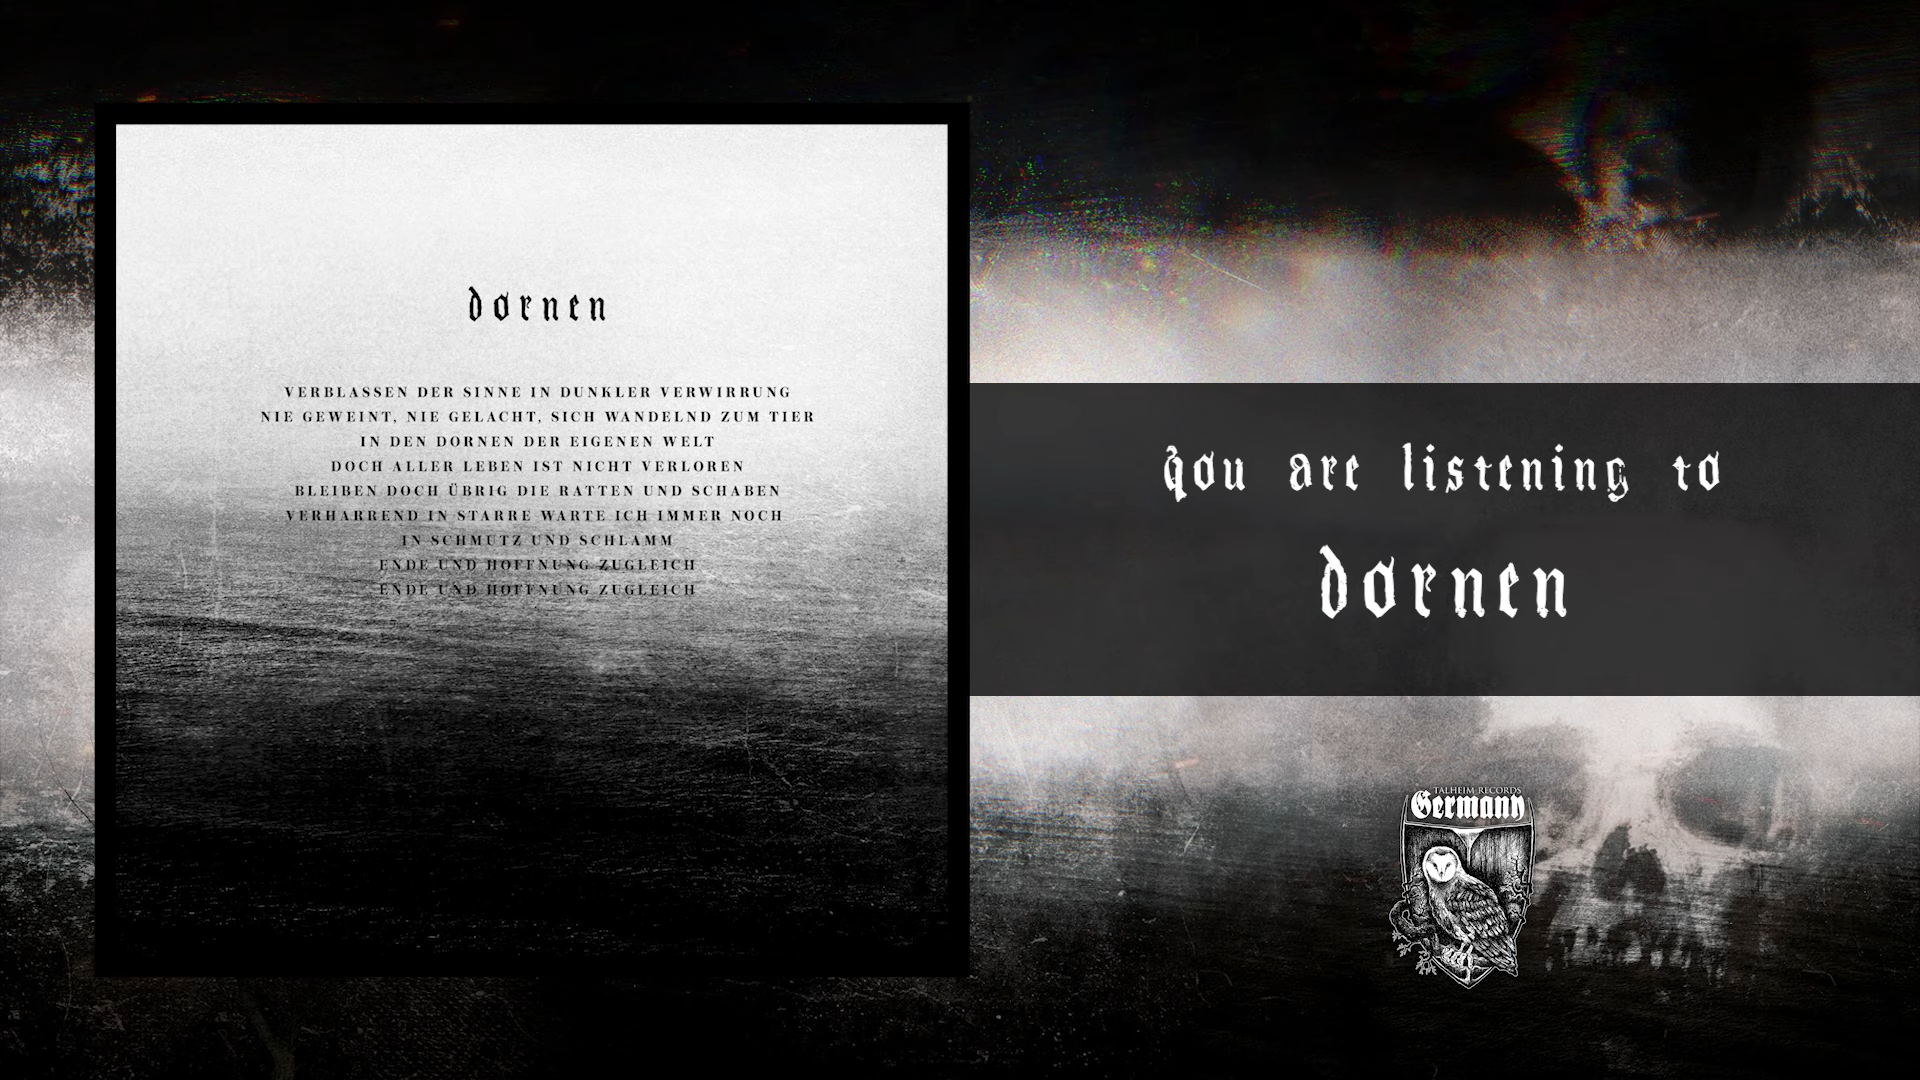 dornen
VERBLASSEN DER SINNE IN DUNKLER VERWIRRUNG
NIE GEWEINT, NIE GELACHT, SICH WANDELND ZUM TIER
IN DEN DORNEN DER EIGENEN WELT
DOCH ALLER LEBEN IST NICHT VERLOREN
BLEIBEN DOCH ÜBRIG DIE RATTEN UND SCHABEN
VERHARREND IN STARRE WARTE ICH IMMER NOCH
IN SCHMUTZ UND SCHLAMM
ENDE UND HOFFNUNG ZUGLEICH
ENDE UND HOFFNUNG ZUGLEICH
you are listening to
dornen
TALHEIM RECORDS
Germany